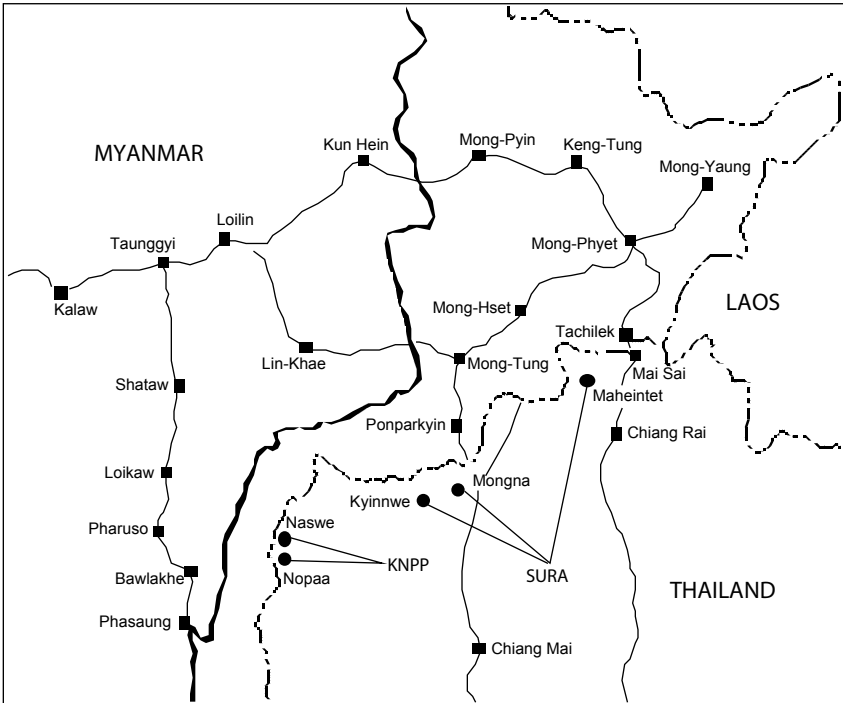 Mong-Pyin
Keng-Tung
Kun Hein
MYANMAR
Mong-Yaung
Loilin
Taunggyi
Mong-Phyet
Kalaw
Mong-Hset
LAOS
Tachilek
Lin-Khae
Mong-Tung
Mai Sai
Shataw
Maheintet
Ponparkyin
Chiang Rai
Loikaw
Mongna
Kyinnwe
Pharuso
Naswe
KNPP
SURA
Bawlakhe
Nopaa
THAILAND
Phasaung
Chiang Mai